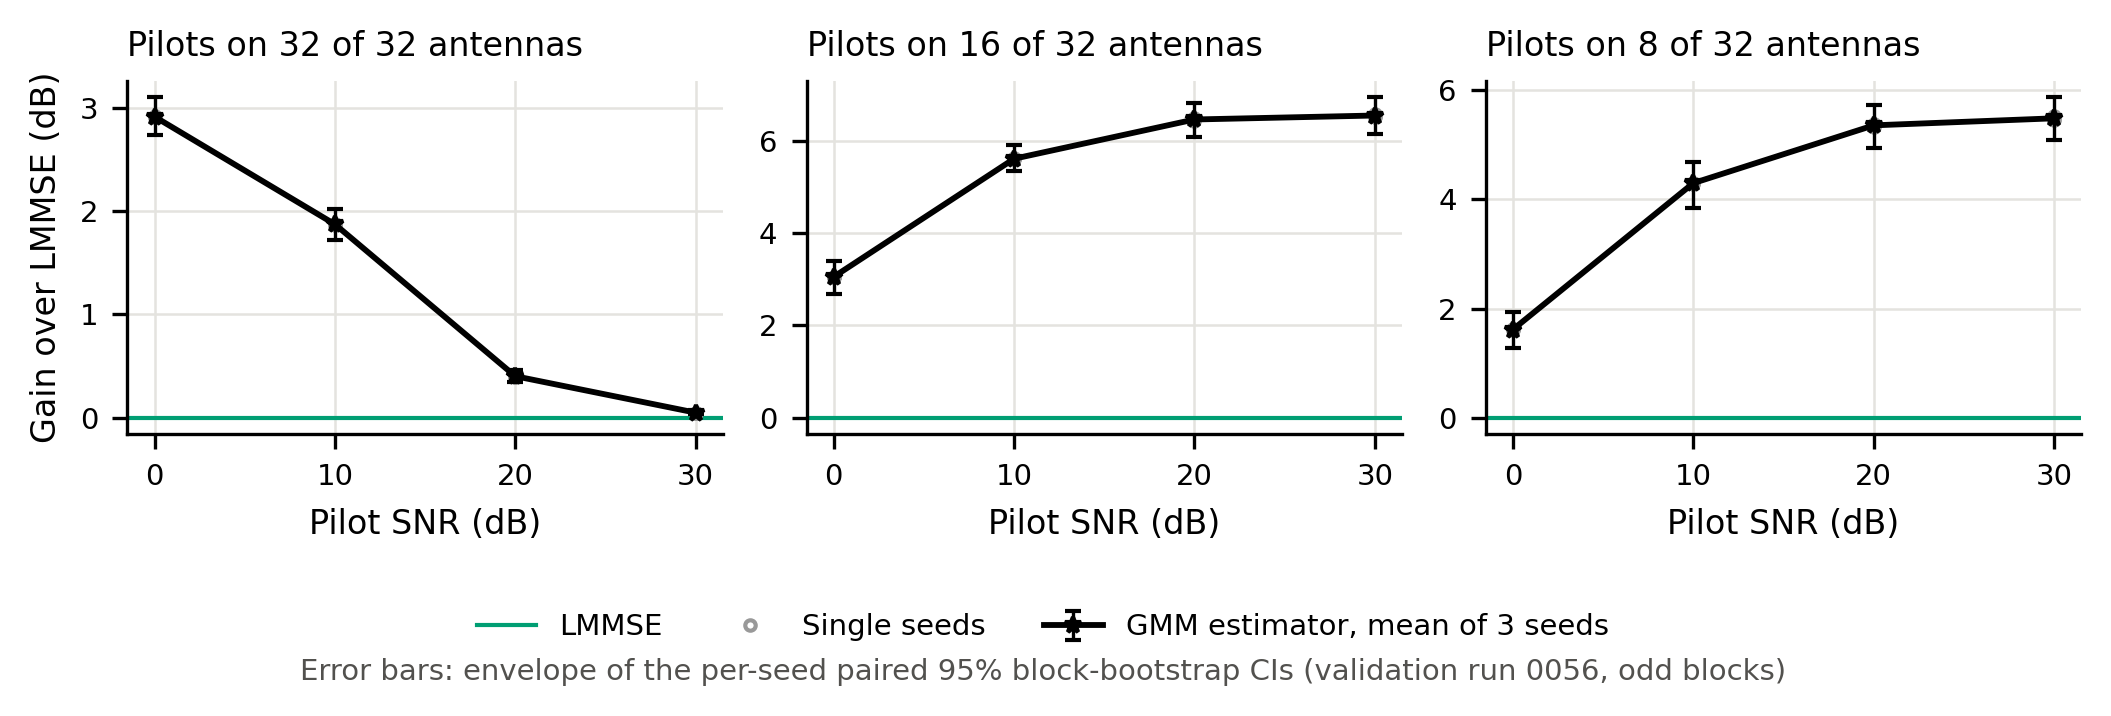 Pilots on 32 of 32 antennas
Gain over LMMSE (dB)
3
2
1
0
0 10 20 30
Pilot SNR (dB)
Pilots on 16 of 32 antennas
6
4
2
0
0 10 20 30
Pilot SNR (dB)
Pilots on 8 of 32 antennas
6
4
2
0
0 10 20 30
Pilot SNR (dB)
LMMSE Single seeds GMM estimator, mean of 3 seeds
Error bars: envelope of the per-seed paired 95% block-bootstrap CIs (validation run 0056, odd blocks)